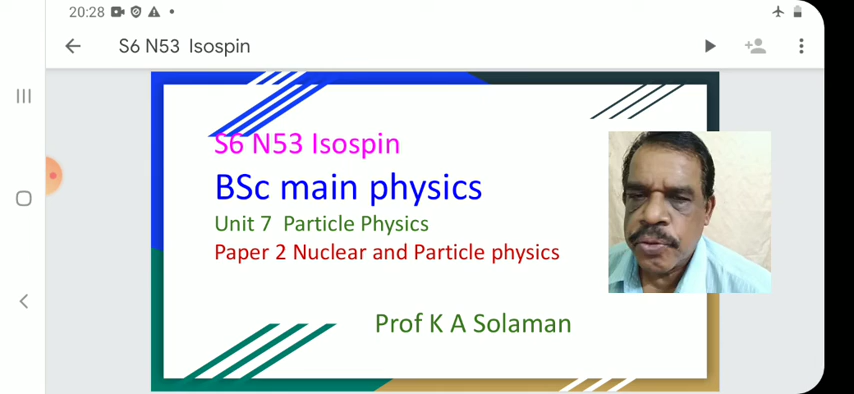 20:28
S6 N53 Isospin
S6 N53 Isospin
BSc main physics
Unit 7 Particle Physics
Paper 2 Nuclear and Particle physics
Prof K A Solaman